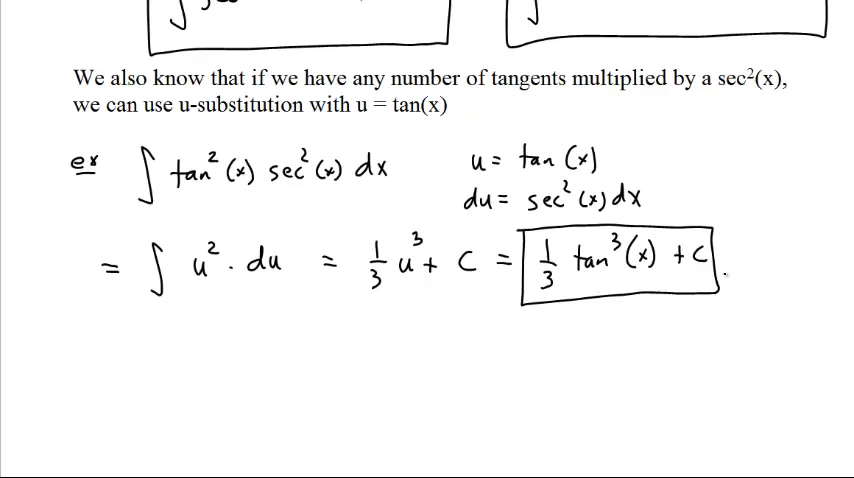 We also know that if we have any number of tangents multiplied by a sec²(x),
we can use u-substitution with u = tan(x)
ex ∫ tan²(x) sec²(x) dx u = tan(x)
du = sec²(x) dx
= ∫ u² · du = 1/3 u³ + C = 1/3 tan³(x) + C